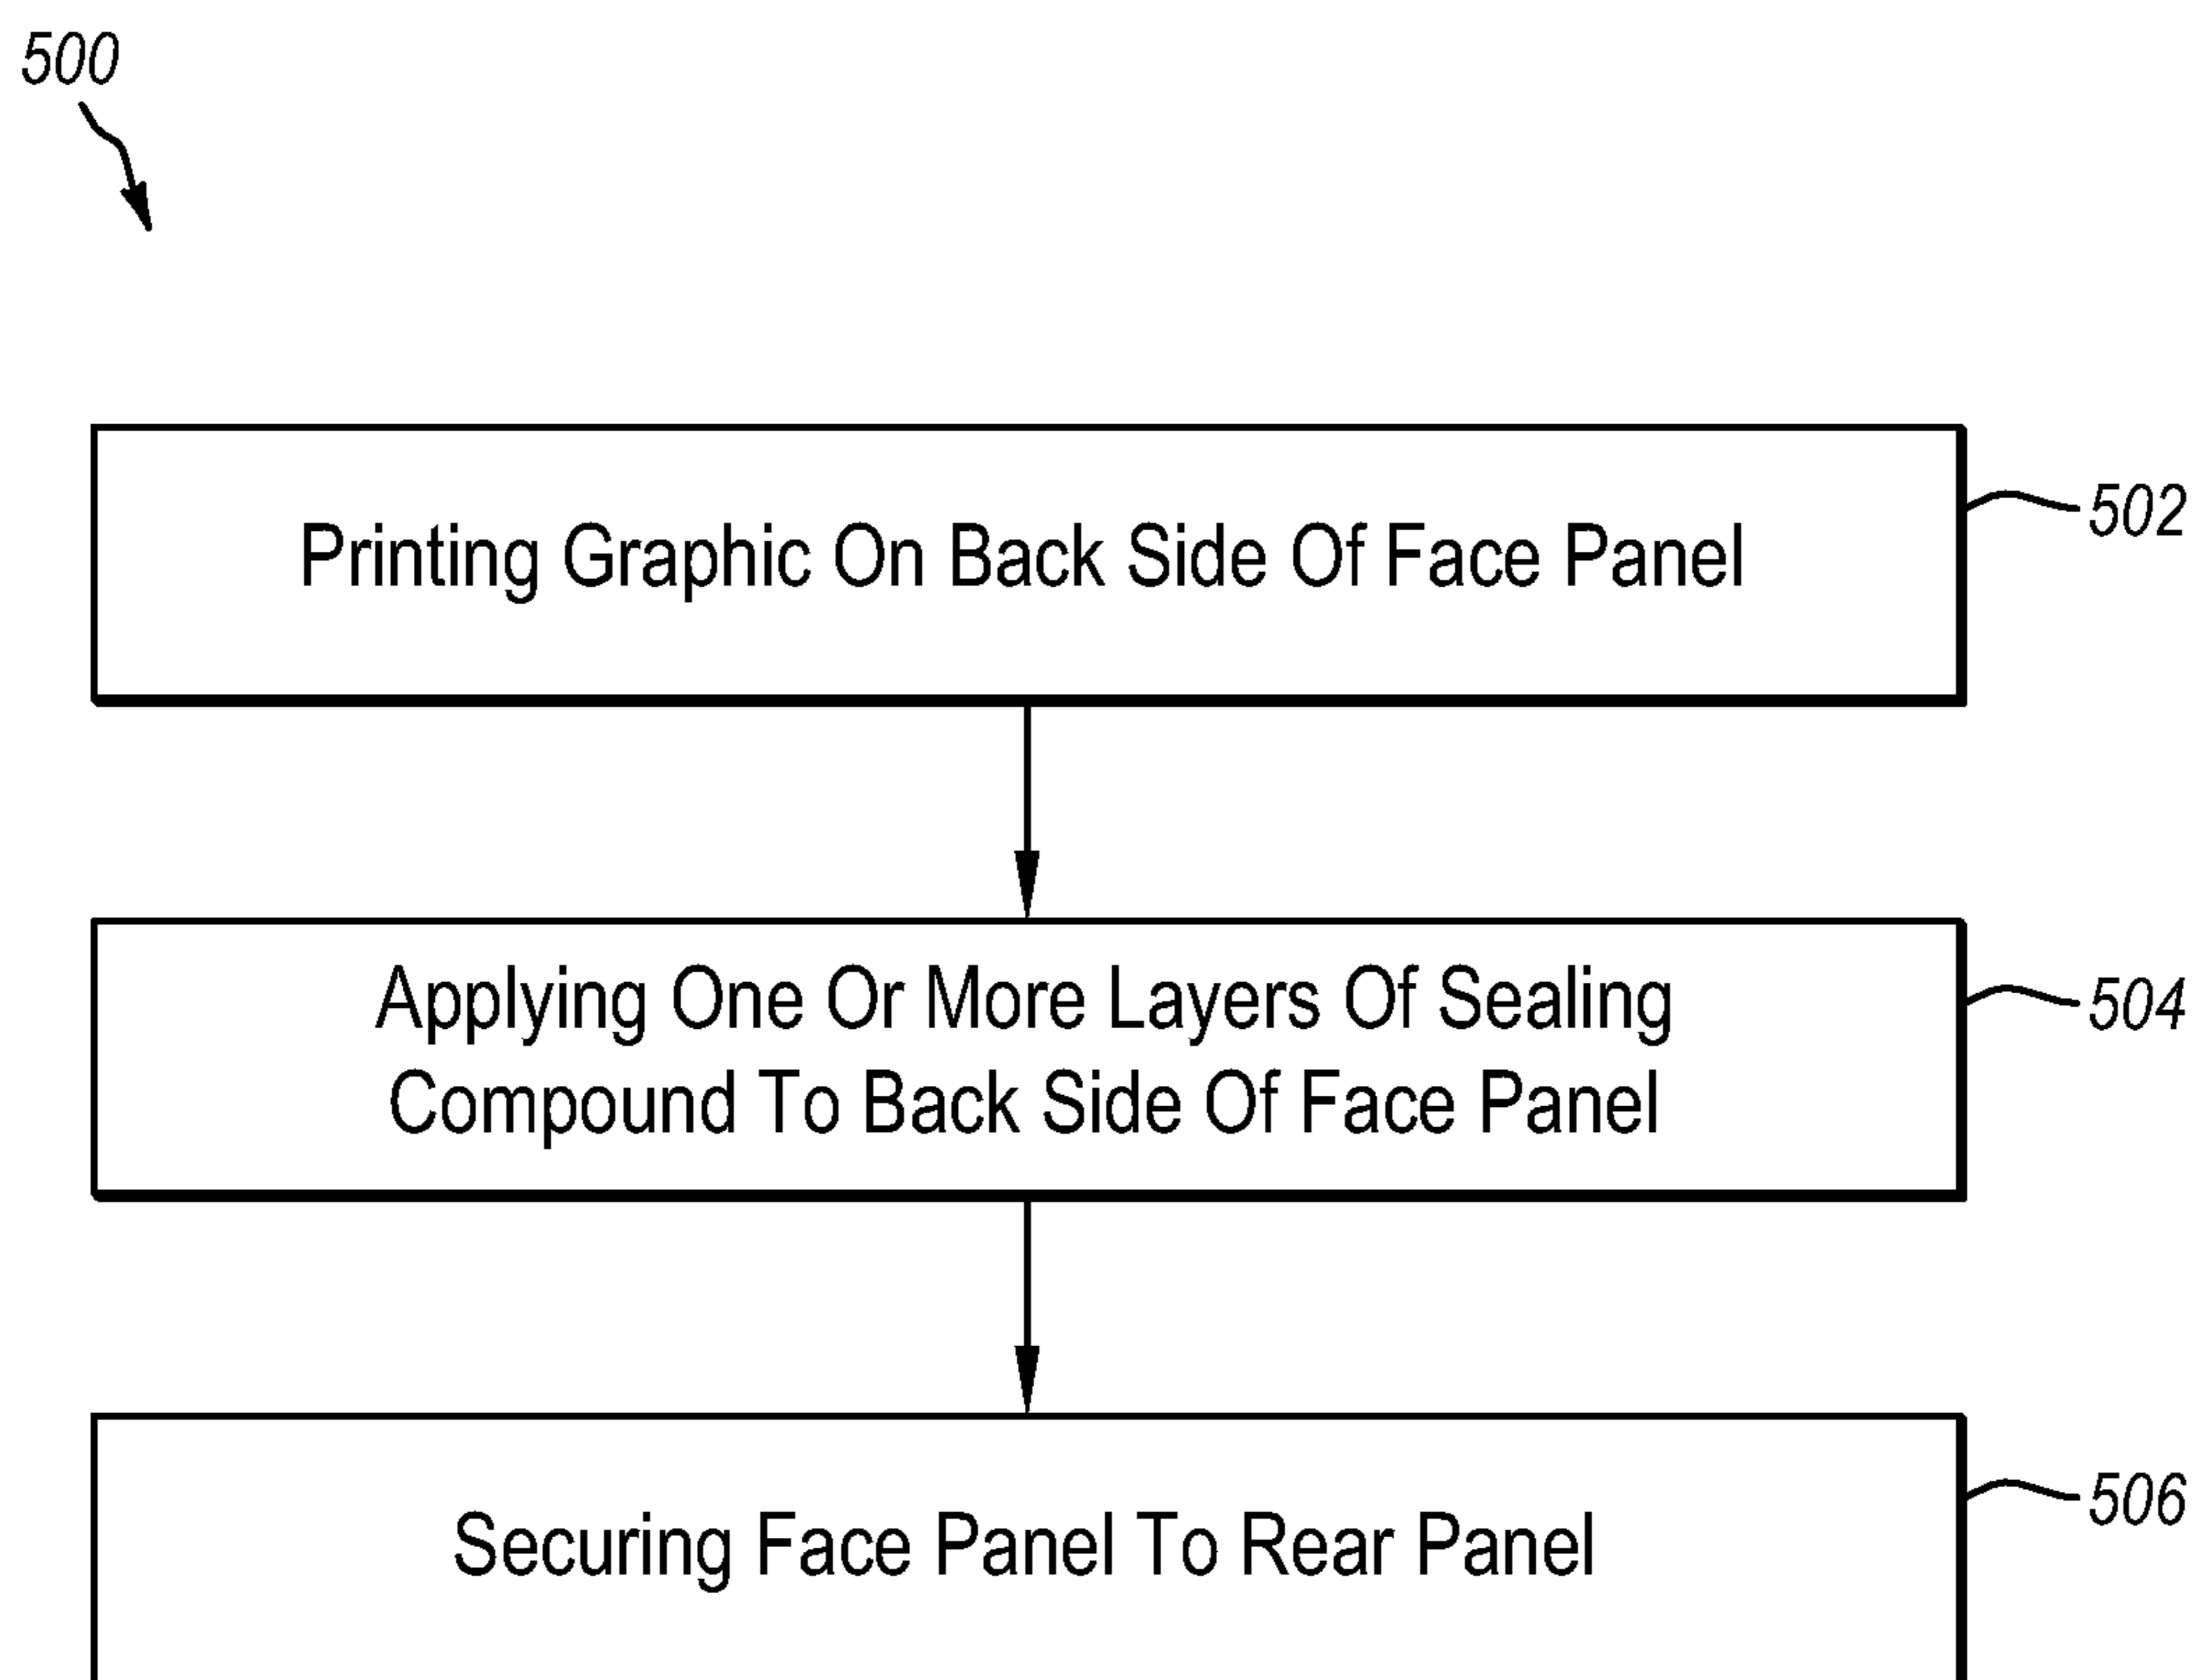 500
Printing Graphic On Back Side Of Face Panel
502
Applying One Or More Layers Of Sealing
Compound To Back Side Of Face Panel
504
Securing Face Panel To Rear Panel
506